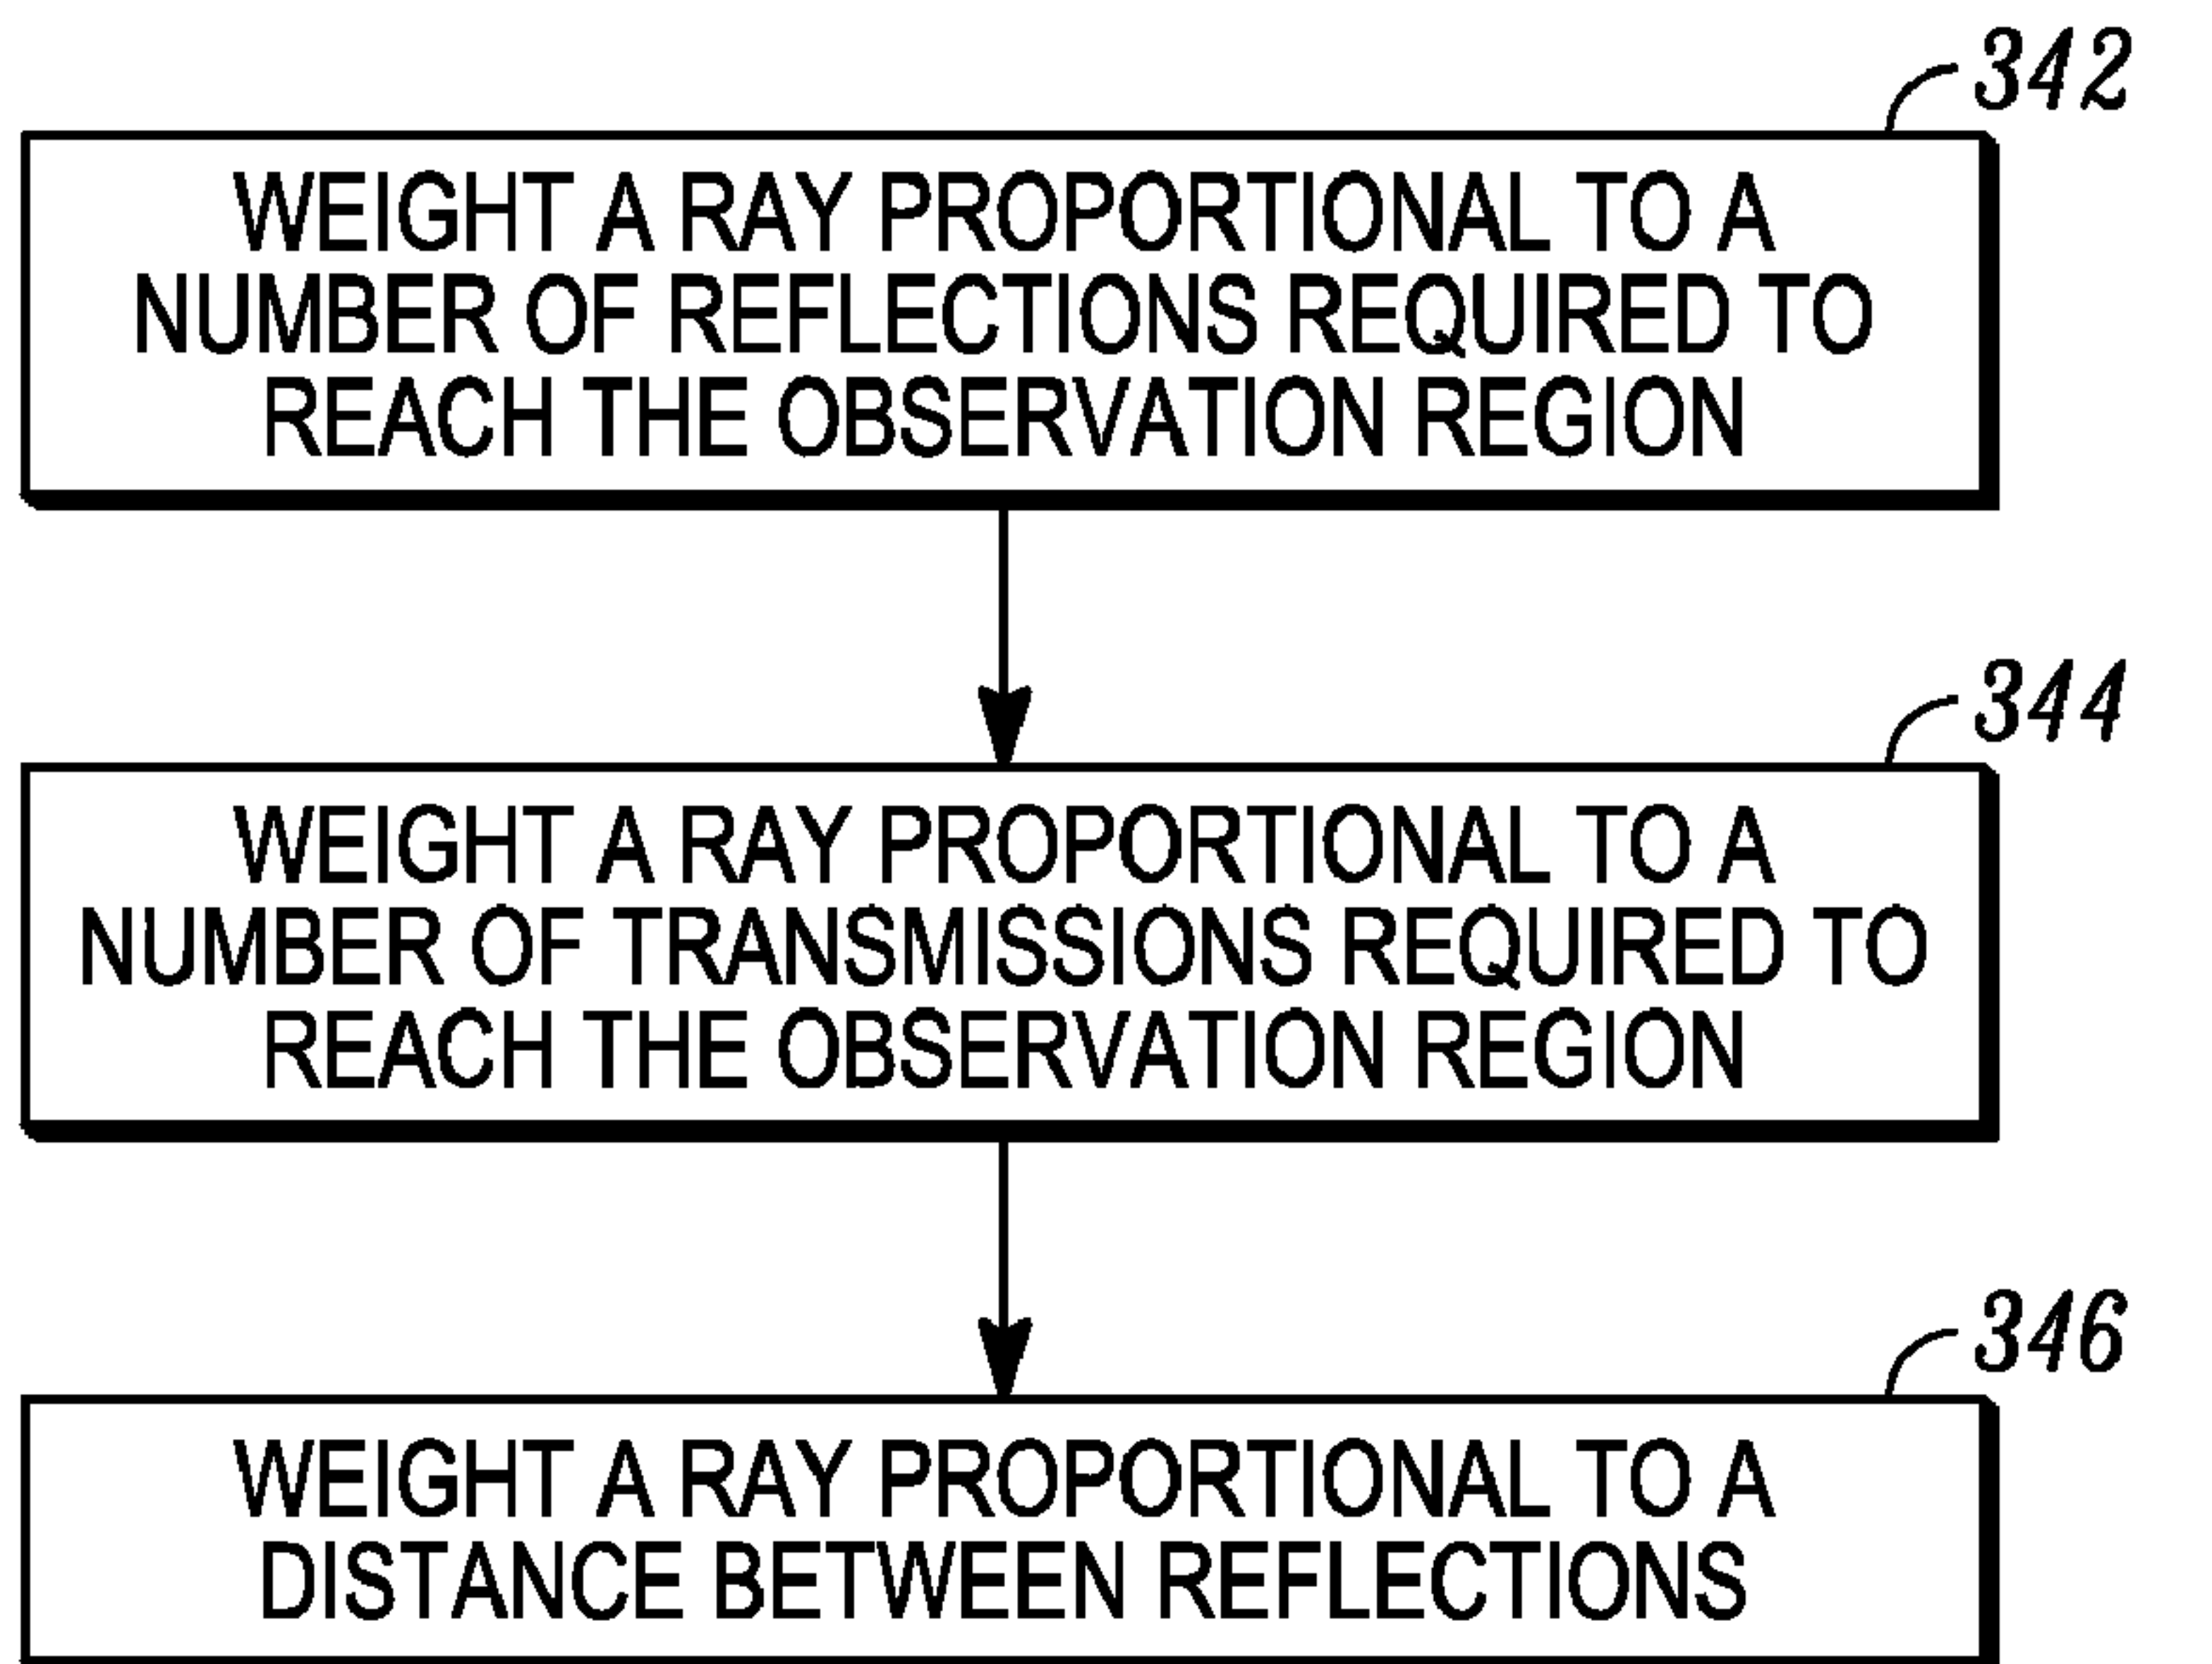 342
WEIGHT A RAY PROPORTIONAL TO A
NUMBER OF REFLECTIONS REQUIRED TO
REACH THE OBSERVATION REGION
344
WEIGHT A RAY PROPORTIONAL TO A
NUMBER OF TRANSMISSIONS REQUIRED TO
REACH THE OBSERVATION REGION
346
WEIGHT A RAY PROPORTIONAL TO A
DISTANCE BETWEEN REFLECTIONS